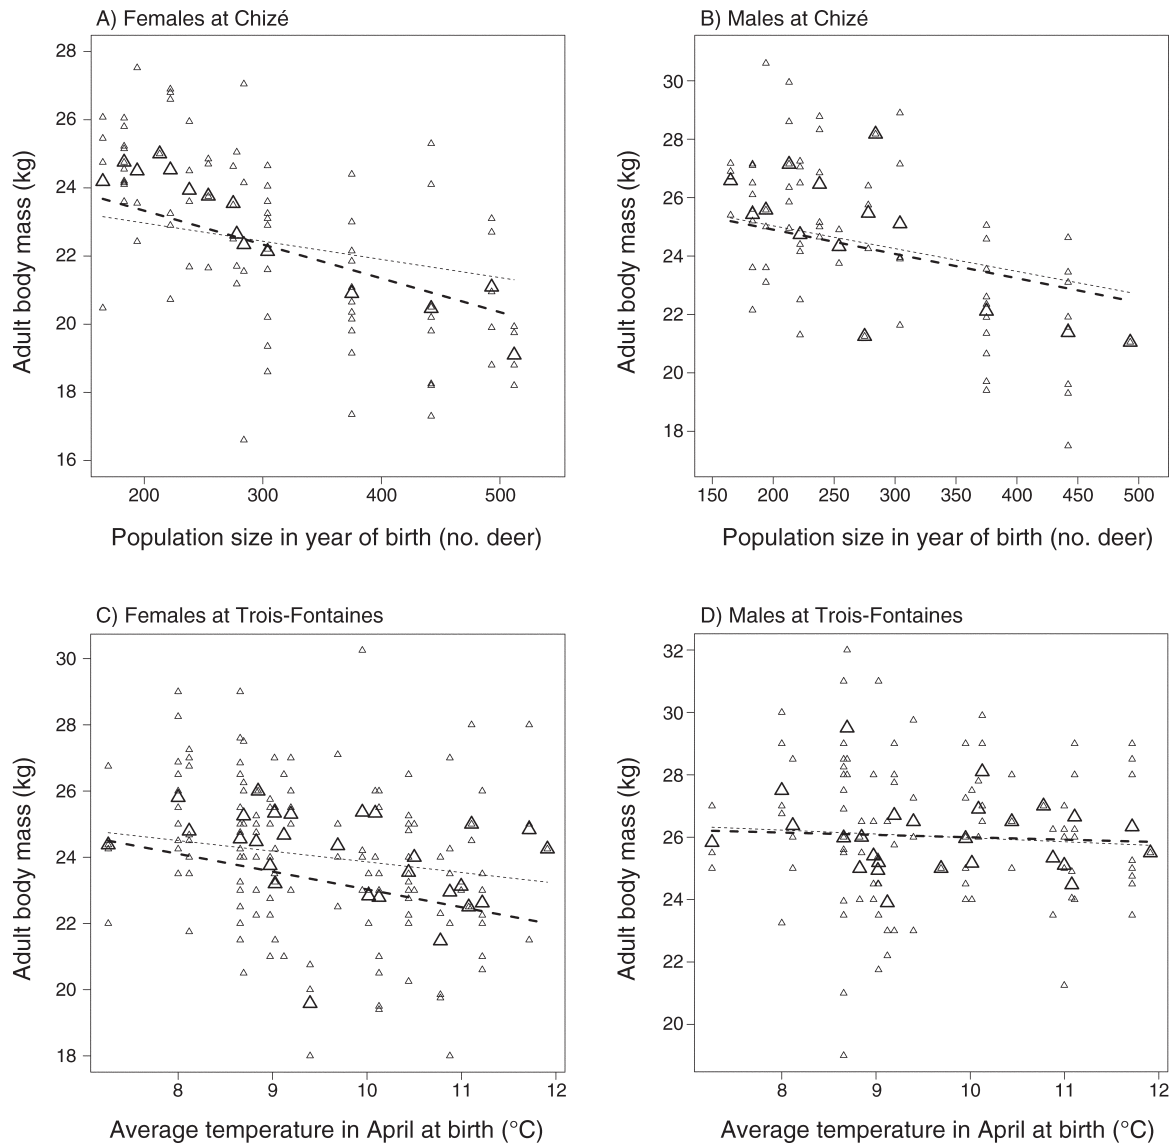 A) Females at Chizé
28
26
24
22
20
18
16
Adult body mass (kg)
200 300 400 500
Population size in year of birth (no. deer)
B) Males at Chizé
30
28
26
24
22
20
18
Adult body mass (kg)
150 200 250 300 350 400 450 500
Population size in year of birth (no. deer)
C) Females at Trois-Fontaines
30
28
26
24
22
20
18
Adult body mass (kg)
8 9 10 11 12
Average temperature in April at birth (°C)
D) Males at Trois-Fontaines
32
30
28
26
24
22
20
Adult body mass (kg)
8 9 10 11 12
Average temperature in April at birth (°C)